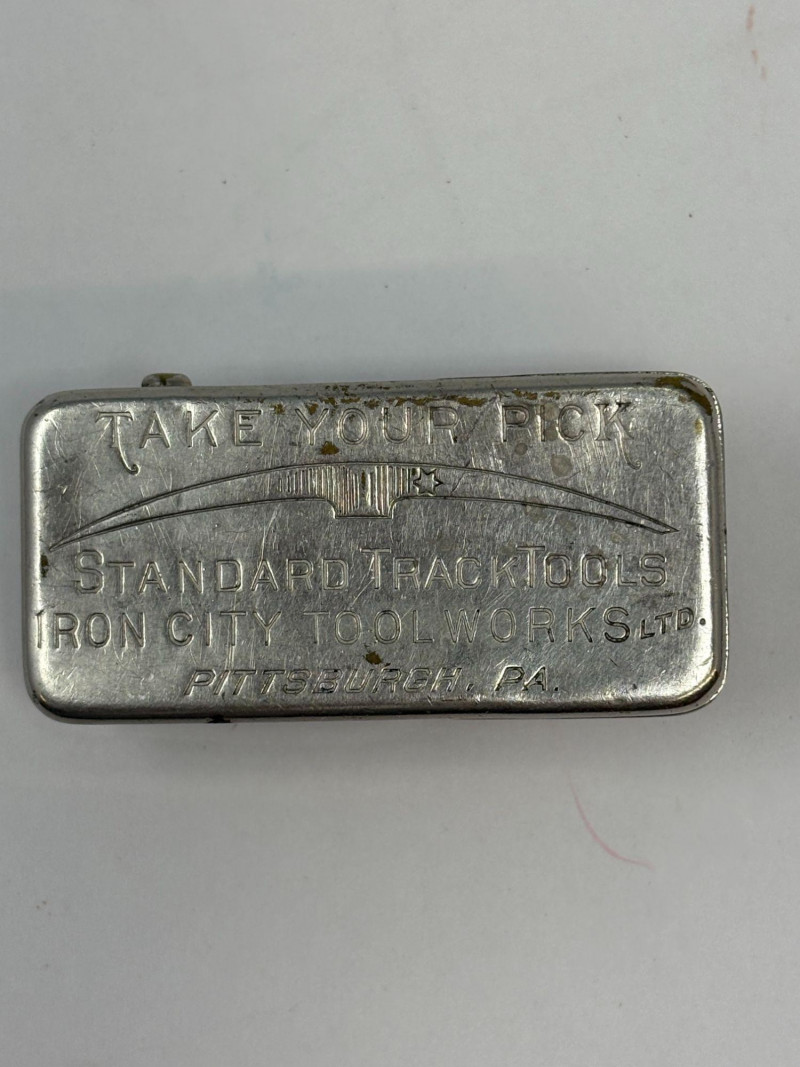 TAKE YOUR PICK
STANDARD TRACK TOOLS
IRON CITY TOOL WORKS LTD.
PITTSBURGH, PA.